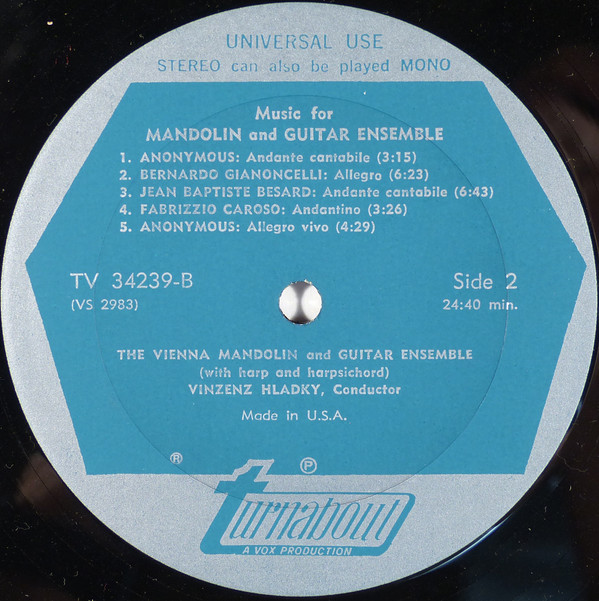 UNIVERSAL USE
STEREO can also be played MONO
Music for
MANDOLIN and GUITAR ENSEMBLE
1. ANONYMOUS: Andante cantabile (3:15)
2. BERNARDO GIANONCELLI: Allegro (6:23)
3. JEAN BAPTISTE BESARD: Andante cantabile (6:43)
4. FABRIZZIO CAROSO: Andantino (3:26)
5. ANONYMOUS: Allegro vivo (4:29)
TV 34239-B
(VS 2983)
Side 2
24:40 min.
THE VIENNA MANDOLIN and GUITAR ENSEMBLE
(with harp and harpsichord)
VINZENZ HLADKY, Conductor
Made in U.S.A.
® ℗
turnabout
A VOX PRODUCTION